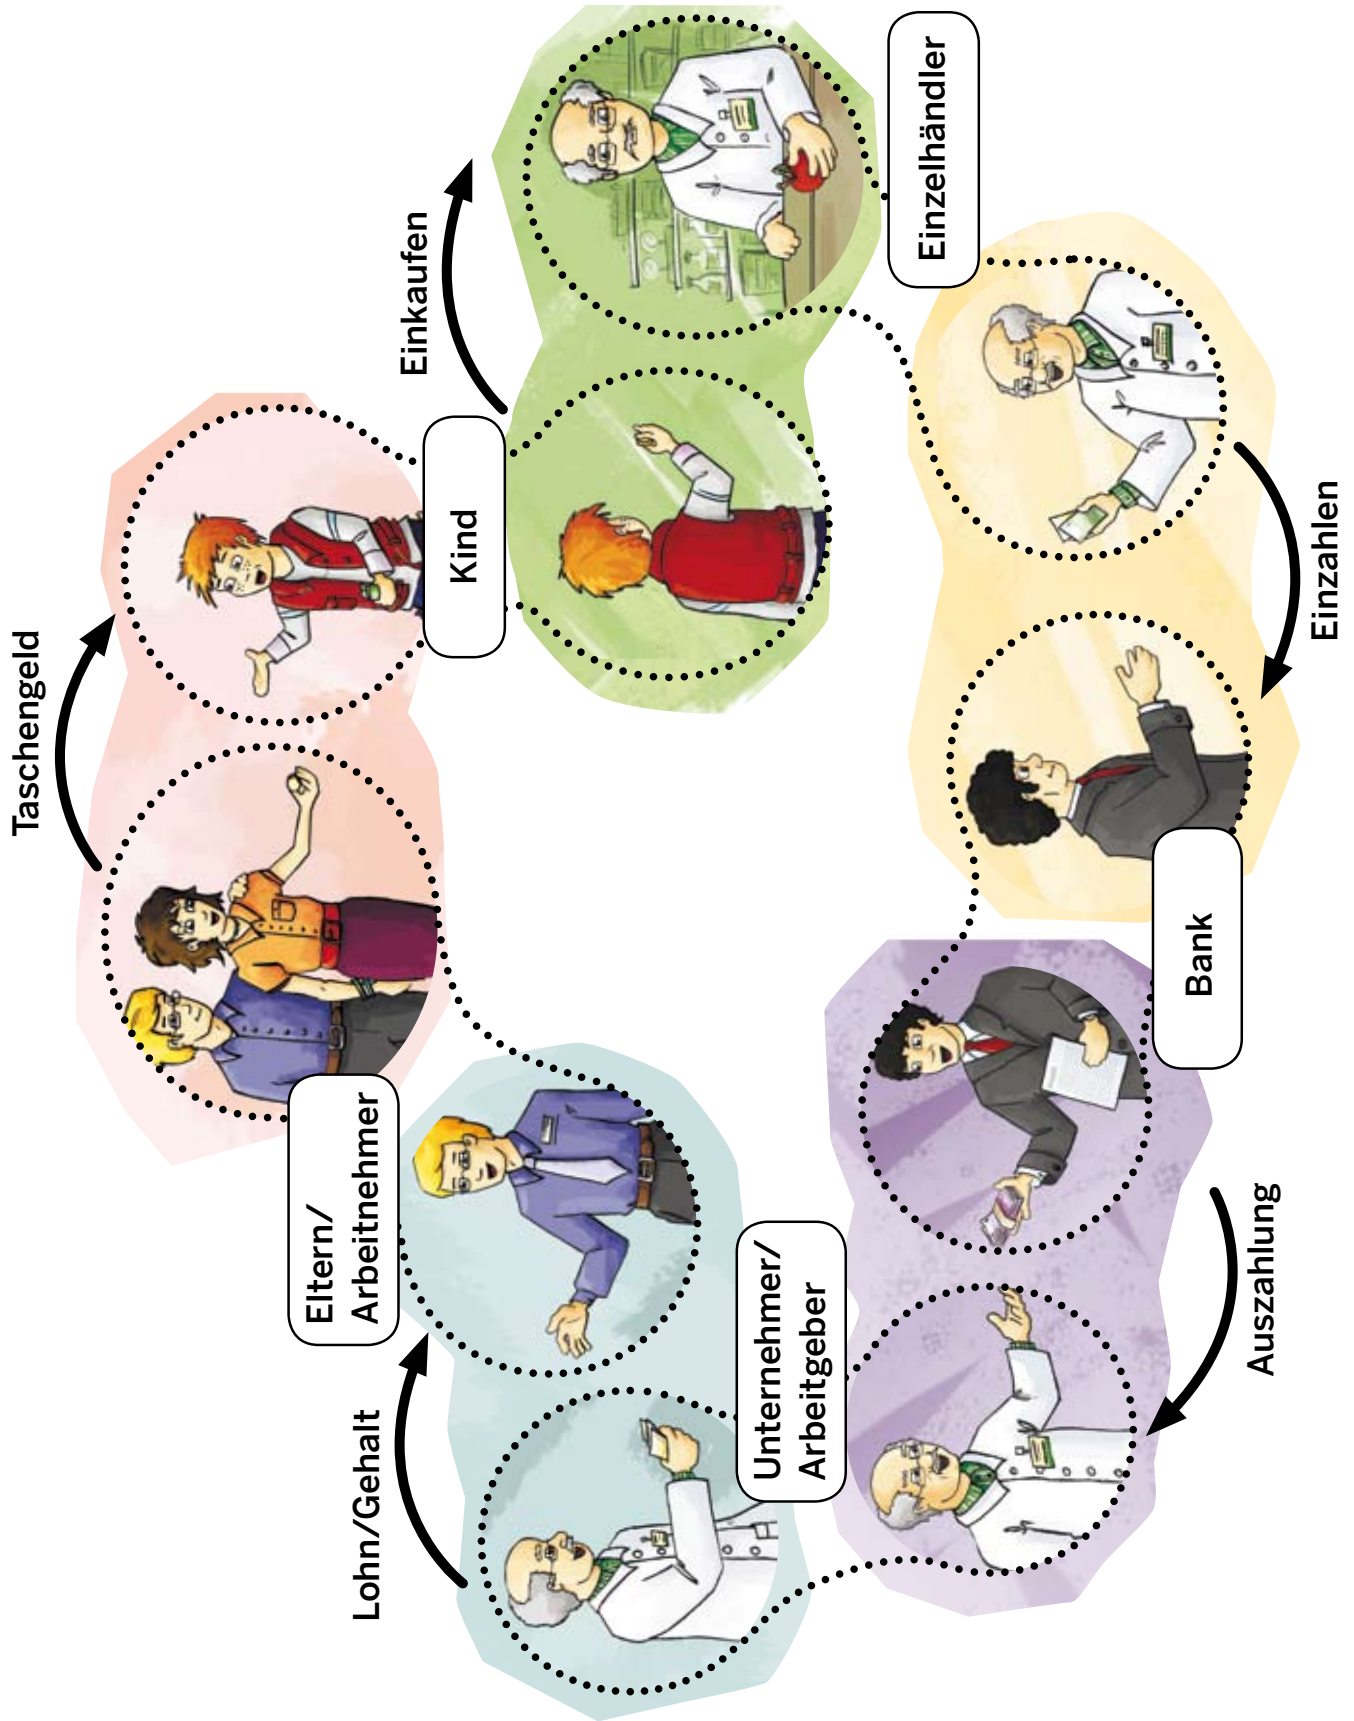 Taschengeld
Einkaufen
Kind
Einzelhändler
Eltern/
Arbeitnehmer
Lohn/Gehalt
Unternehmer/
Arbeitgeber
Bank
Einzahlen
Auszahlung